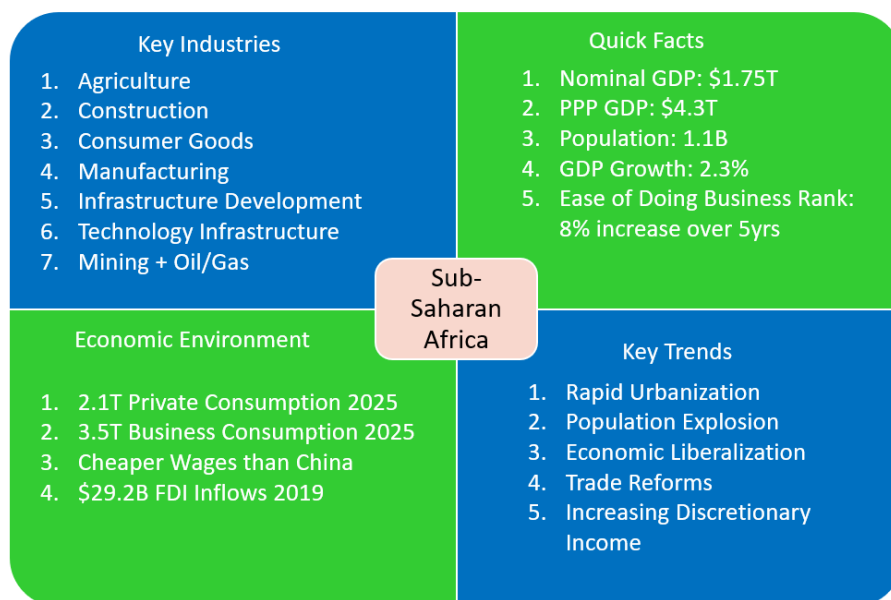 Key Industries
1. Agriculture
2. Construction
3. Consumer Goods
4. Manufacturing
5. Infrastructure Development
6. Technology Infrastructure
7. Mining + Oil/Gas
Quick Facts
1. Nominal GDP: $1.75T
2. PPP GDP: $4.3T
3. Population: 1.1B
4. GDP Growth: 2.3%
5. Ease of Doing Business Rank:
8% increase over 5yrs
Sub-
Saharan
Africa
Economic Environment
1. 2.1T Private Consumption 2025
2. 3.5T Business Consumption 2025
3. Cheaper Wages than China
4. $29.2B FDI Inflows 2019
Key Trends
1. Rapid Urbanization
2. Population Explosion
3. Economic Liberalization
4. Trade Reforms
5. Increasing Discretionary
Income